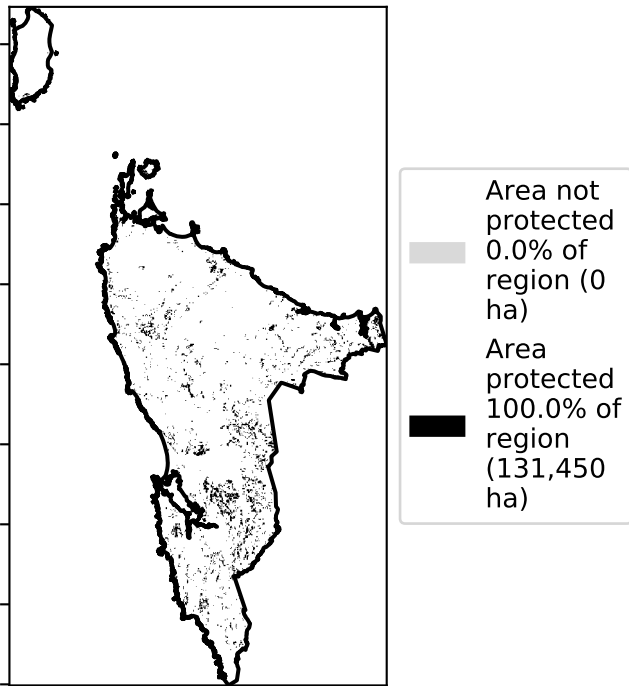 Area not
protected
0.0% of
region (0
ha)
Area
protected
100.0% of
region
(131,450
ha)